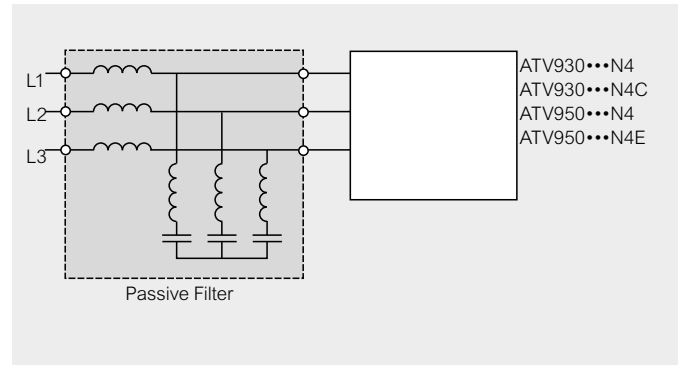 L1
L2
L3
ATV930•••N4
ATV930•••N4C
ATV950•••N4
ATV950•••N4E
Passive Filter